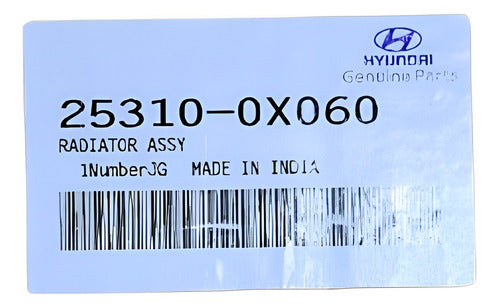 HYUNDAI
Genuine Parts
25310-0X060
RADIATOR ASSY
1NumberJG MADE IN INDIA